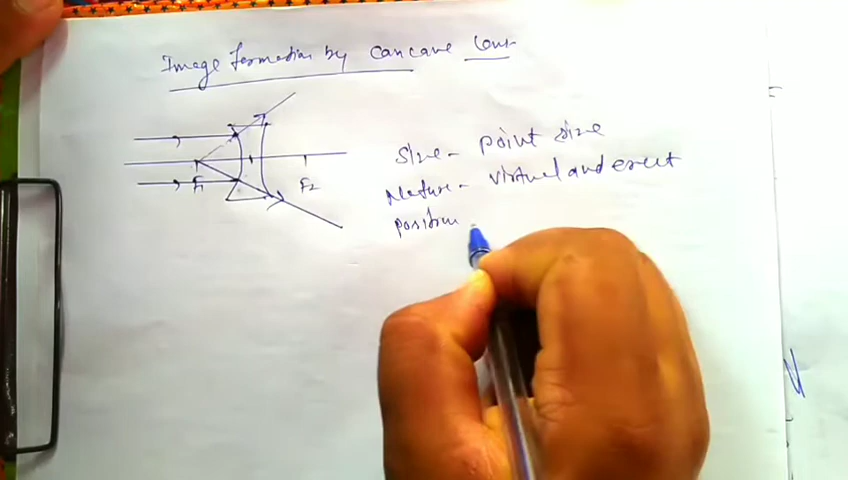 Image formation by Concave Lens
Size - point size
Nature - virtual and erect
position -
F1
F2